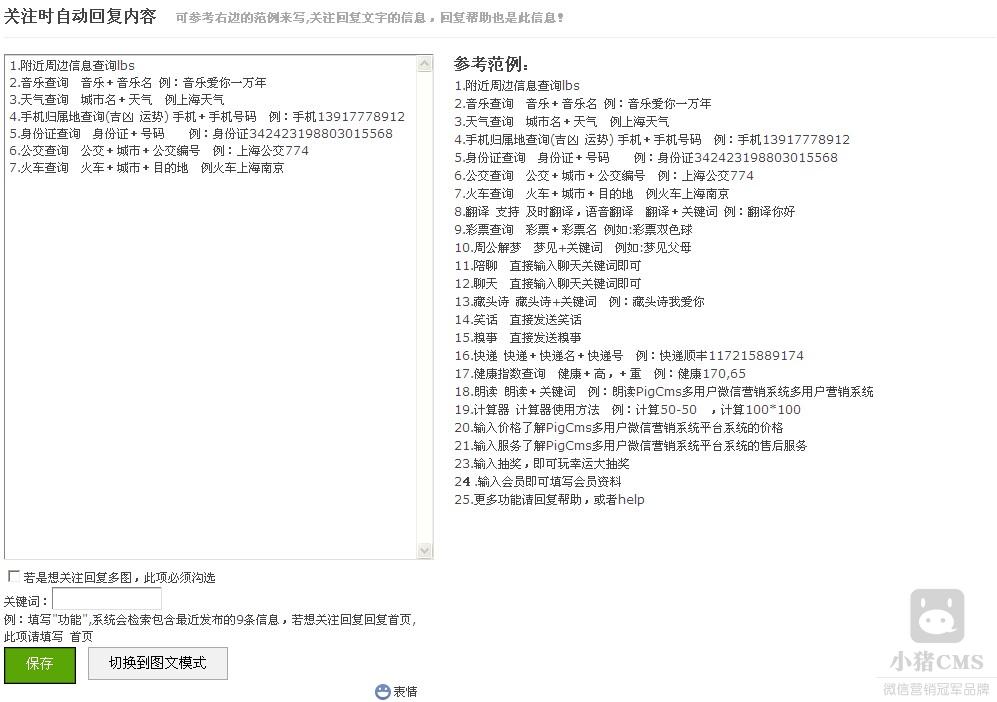 关注时自动回复内容 可参考右边的范例来写,关注回复文字的信息，回复帮助也是此信息！
1.附近周边信息查询lbs
2.音乐查询　音乐＋音乐名 例：音乐爱你一万年
3.天气查询　城市名＋天气　例上海天气
4.手机归属地查询(吉凶 运势) 手机＋手机号码　例：手机13917778912
5.身份证查询　身份证＋号码　　例：身份证342423198803015568
6.公交查询　公交＋城市＋公交编号　例：上海公交774
7.火车查询　火车＋城市＋目的地　例火车上海南京
参考范例：
1.附近周边信息查询lbs
2.音乐查询　音乐＋音乐名 例：音乐爱你一万年
3.天气查询　城市名＋天气　例上海天气
4.手机归属地查询(吉凶 运势) 手机＋手机号码　例：手机13917778912
5.身份证查询　身份证＋号码　　例：身份证342423198803015568
6.公交查询　公交＋城市＋公交编号　例：上海公交774
7.火车查询　火车＋城市＋目的地　例火车上海南京
8.翻译 支持 及时翻译，语音翻译　翻译＋关键词 例：翻译你好
9.彩票查询　彩票＋彩票名 例如:彩票双色球
10.周公解梦　梦见+关键词　例如:梦见父母
11.陪聊　直接输入聊天关键词即可
12.聊天　直接输入聊天关键词即可
13.藏头诗 藏头诗+关键词　例：藏头诗我爱你
14.笑话　直接发送笑话
15.糗事　直接发送糗事
16.快递 快递＋快递名＋快递号　例：快递顺丰117215889174
17.健康指数查询　健康＋高，＋重　例：健康170,65
18.朗读 朗读＋关键词　例：朗读PigCms多用户微信营销系统多用户营销系统
19.计算器 计算器使用方法　例：计算50-50　，计算100*100
20.输入价格了解PigCms多用户微信营销系统平台系统的价格
21.输入服务了解PigCms多用户微信营销系统平台系统的售后服务
23.输入抽奖，即可玩幸运大抽奖
24 .输入会员即可填写会员资料
25.更多功能请回复帮助，或者help
若是想关注回复多图，此项必须沟选
关键词：
例：填写"功能",系统会检索包含最近发布的9条信息，若想关注回复回复首页，
此项请填写 首页
保存 切换到图文模式
表情
小猪CMS
微信营销冠军品牌